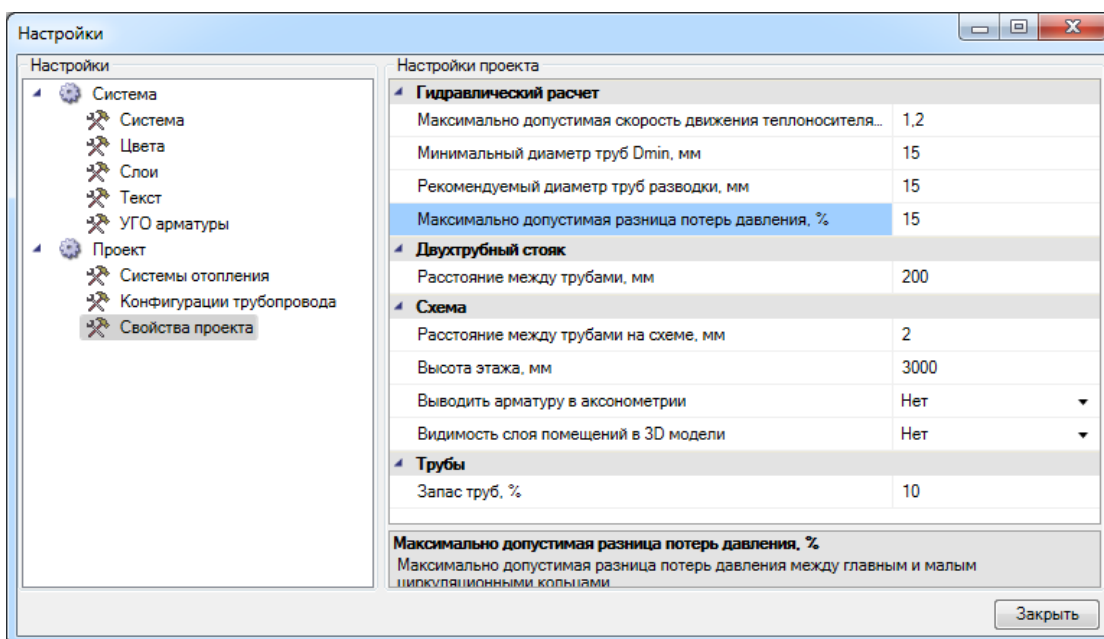 Настройки
Настройки
Система
Система
Цвета
Слои
Текст
УГО арматуры
Проект
Системы отопления
Конфигурации трубопровода
Свойства проекта
Настройки проекта
Гидравлический расчет
Максимально допустимая скорость движения теплоносителя... 1,2
Минимальный диаметр труб Dmin, мм 15
Рекомендуемый диаметр труб разводки, мм 15
Максимально допустимая разница потерь давления, % 15
Двухтрубный стояк
Расстояние между трубами, мм 200
Схема
Расстояние между трубами на схеме, мм 2
Высота этажа, мм 3000
Выводить арматуру в аксонометрии Нет
Видимость слоя помещений в 3D модели Нет
Трубы
Запас труб, % 10
Максимально допустимая разница потерь давления, %
Максимально допустимая разница потерь давления между главным и малым
циркуляционными кольцами
Закрыть